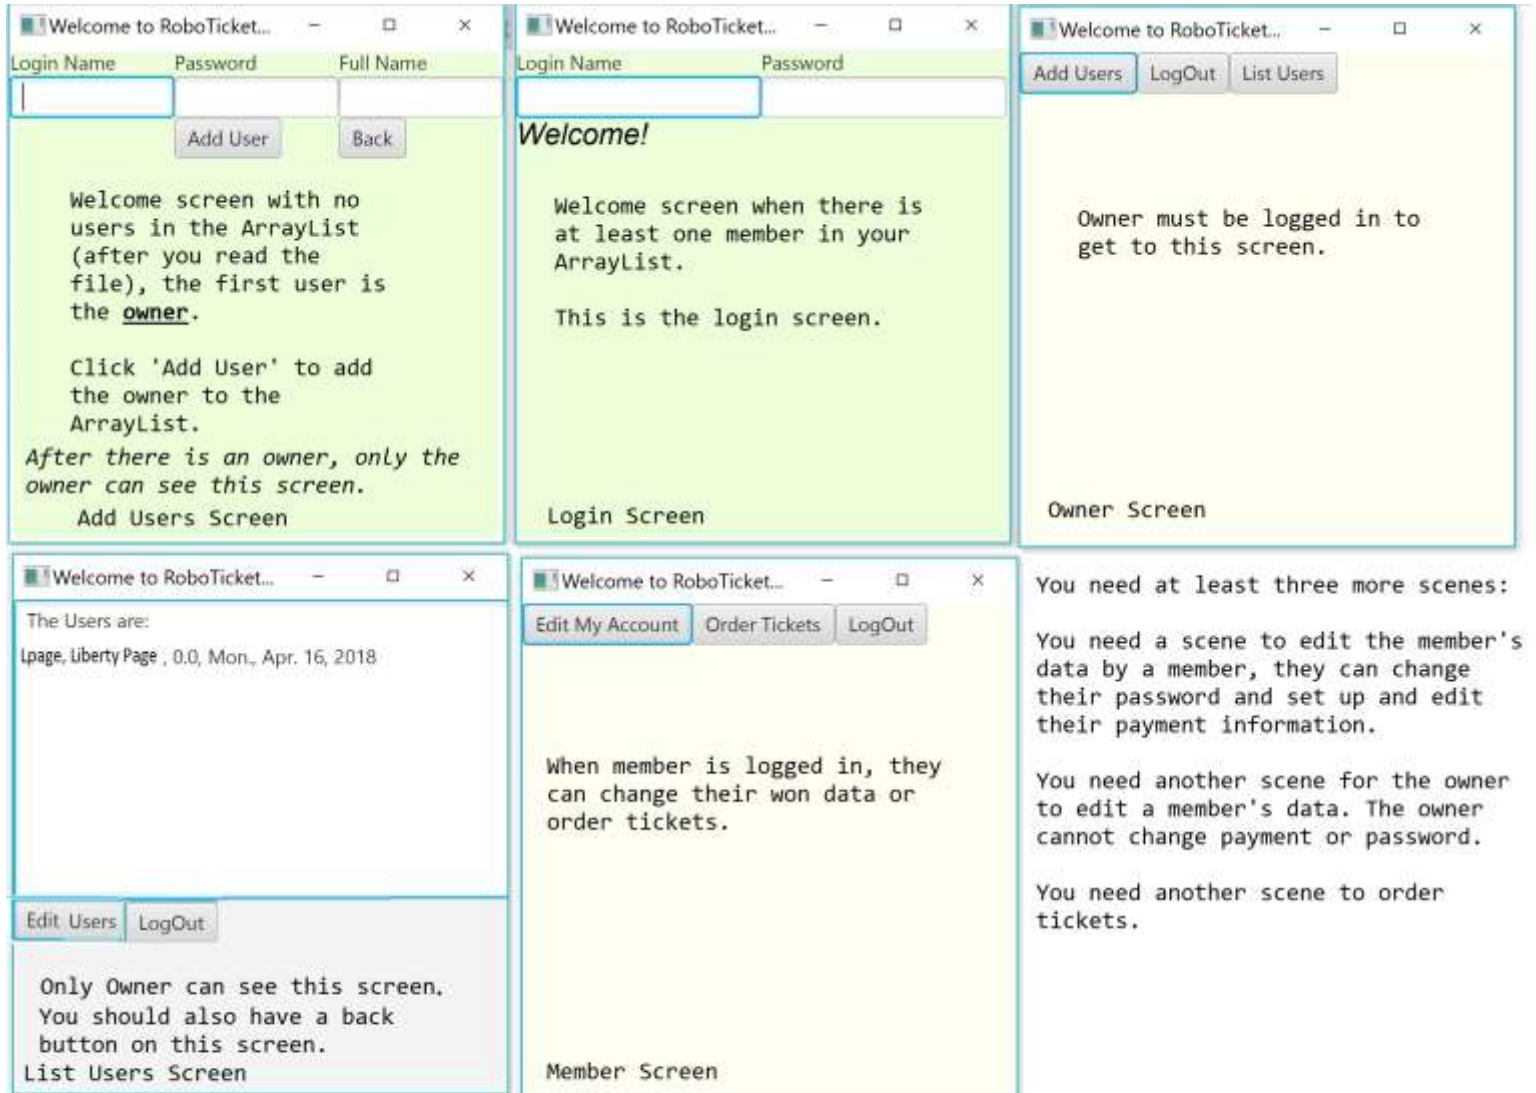 Welcome to RoboTicket...
Login Name Password Full Name
Add User Back
Welcome screen with no
users in the ArrayList
(after you read the
file), the first user is
the owner.
Click 'Add User' to add
the owner to the
ArrayList.
After there is an owner, only the
owner can see this screen.
Add Users Screen
Welcome to RoboTicket...
Login Name Password
Welcome!
Welcome screen when there is
at least one member in your
ArrayList.
This is the login screen.
Login Screen
Welcome to RoboTicket...
Add Users LogOut List Users
Owner must be logged in to
get to this screen.
Owner Screen
Welcome to RoboTicket...
The Users are:
Lpage, Liberty Page , 0.0, Mon., Apr. 16, 2018
Edit Users LogOut
Only Owner can see this screen.
You should also have a back
button on this screen.
List Users Screen
Welcome to RoboTicket...
Edit My Account Order Tickets LogOut
When member is logged in, they
can change their won data or
order tickets.
Member Screen
You need at least three more scenes:
You need a scene to edit the member's
data by a member, they can change
their password and set up and edit
their payment information.
You need another scene for the owner
to edit a member's data. The owner
cannot change payment or password.
You need another scene to order
tickets.